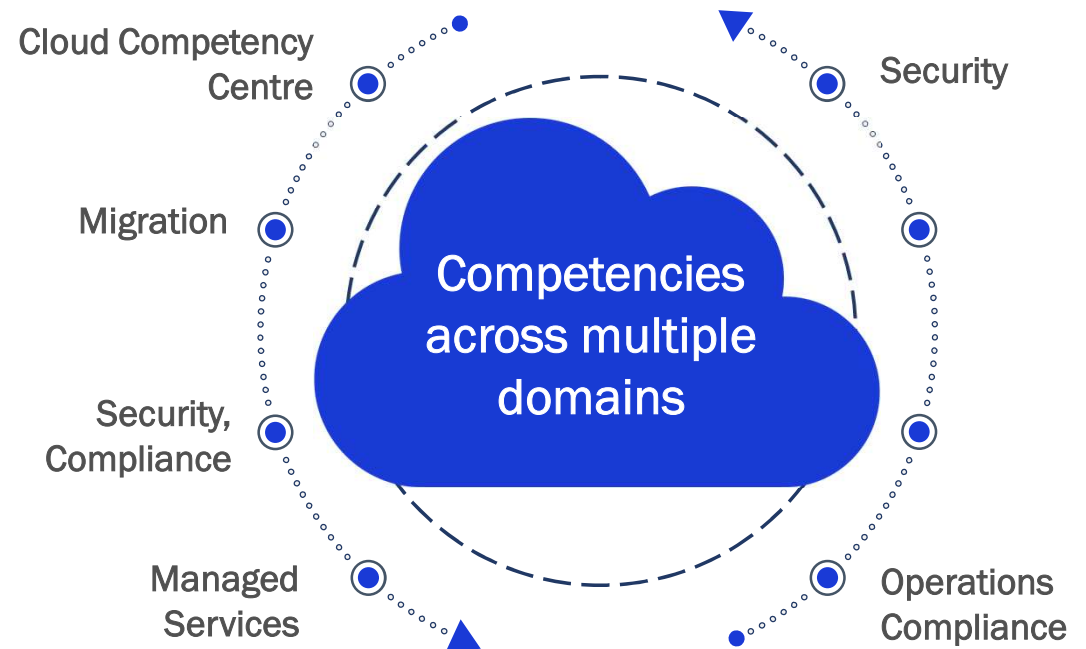 Cloud Competency
Centre
Migration
Security,
Compliance
Managed
Services
Competencies
across multiple
domains
Security
Operations
Compliance